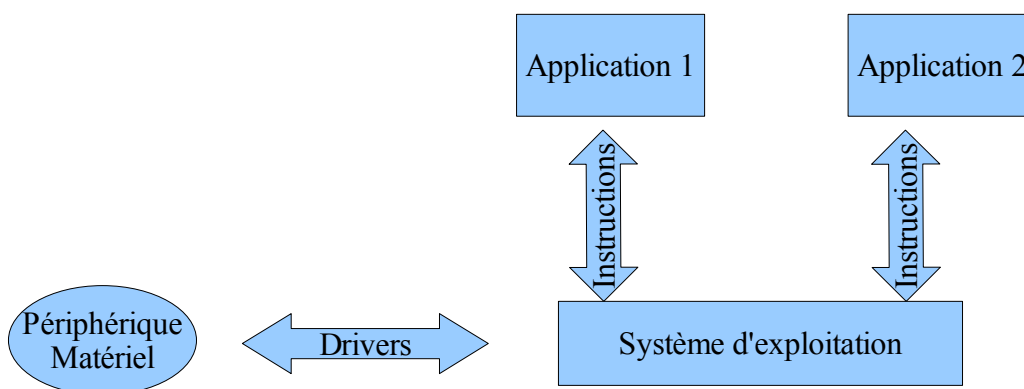 Application 1
Application 2
Instructions
Instructions
Périphérique
Matériel
Drivers
Système d'exploitation